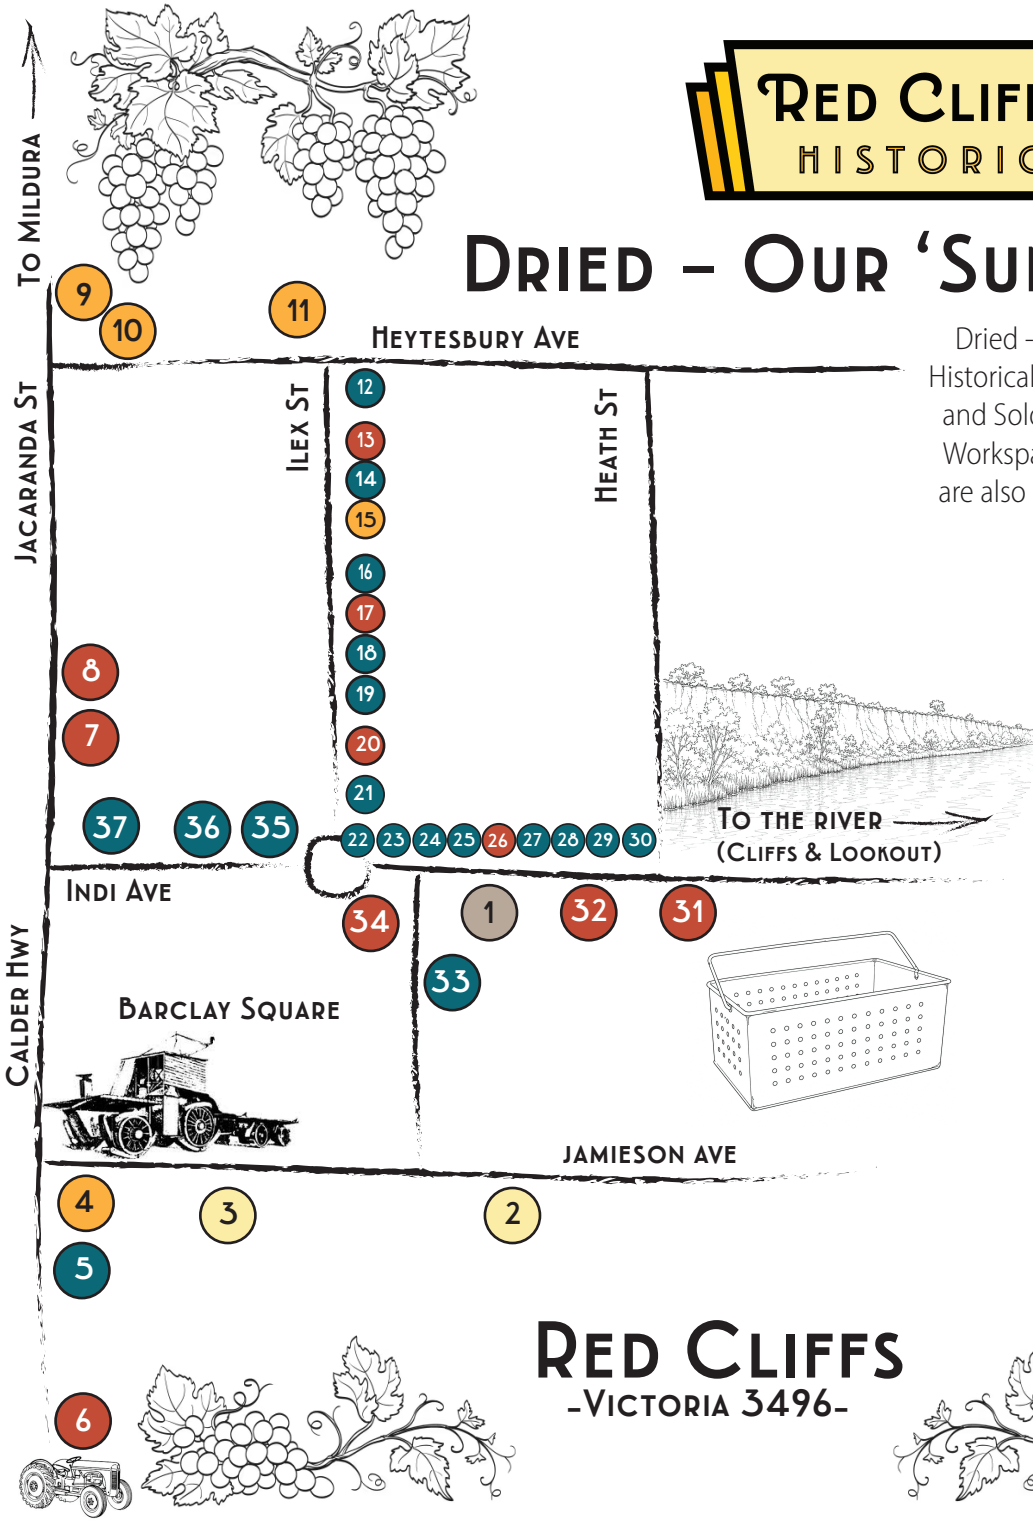 RED CLIF
HISTORIC
TO MILDURA
DRIED – OUR ‘SU
9
10
11
HEYTESBURY AVE
Dried –
Historical
and Sold
Workspa
are also
JACARANDA ST
ILEX ST
HEATH ST
12
13
14
15
16
17
18
19
20
21
8
7
37
36
35
22 23 24 25 26 27 28 29 30
TO THE RIVER
(CLIFFS & LOOKOUT)
INDI AVE
34
1
32
31
33
CALDER HWY
BARCLAY SQUARE
JAMIESON AVE
4
3
2
5
RED CLIFFS
-VICTORIA 3496-
6